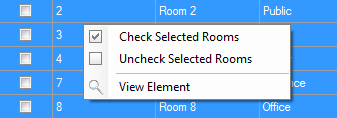 2 Room 2 Public
3
Check Selected Rooms
4
Uncheck Selected Rooms
7
View Element
8 Room 8 Office